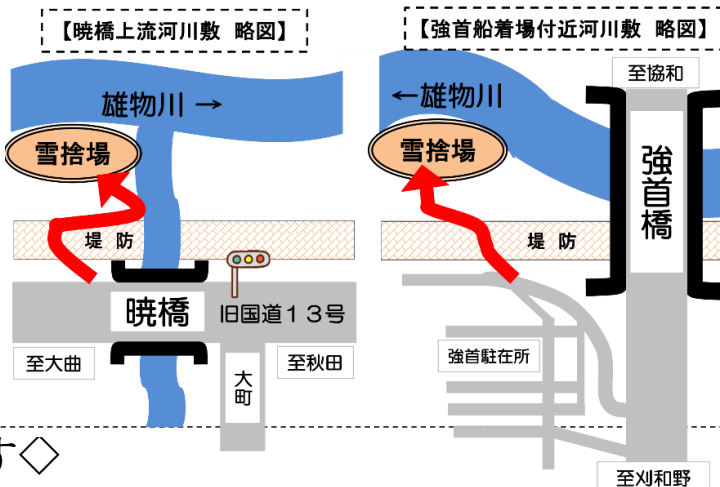 【暁橋上流河川敷 略図】
雄物川 →
雪捨場
堤 防
暁橋
旧国道13号
至大曲
大町
至秋田
【強首船着場付近河川敷 略図】
至協和
←雄物川
雪捨場
強首橋
堤 防
強首駐在所
至刈和野
す◇